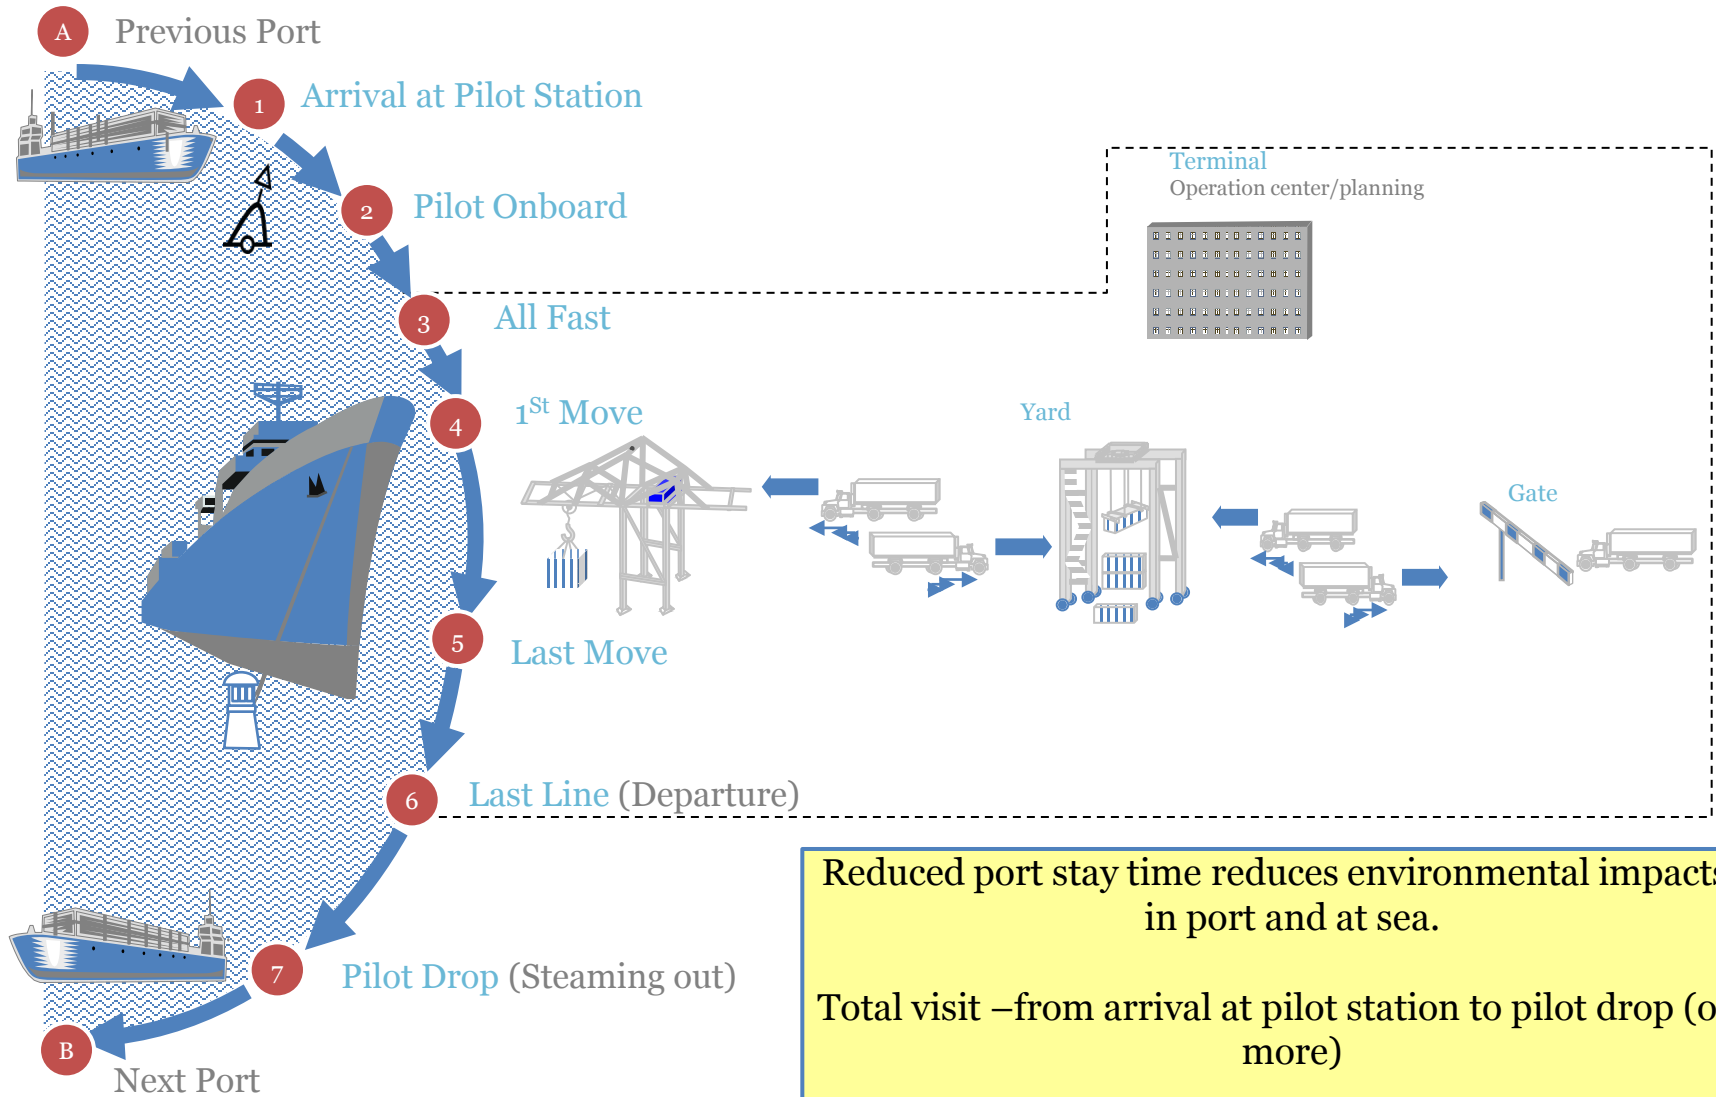 A Previous Port
1 Arrival at Pilot Station
Terminal
Operation center/planning
2 Pilot Onboard
3 All Fast
4 1St Move
Yard
Gate
5 Last Move
6 Last Line (Departure)
Reduced port stay time reduces environmental impacts
in port and at sea.
7 Pilot Drop (Steaming out)
Total visit –from arrival at pilot station to pilot drop (o
more)
B
Next Port